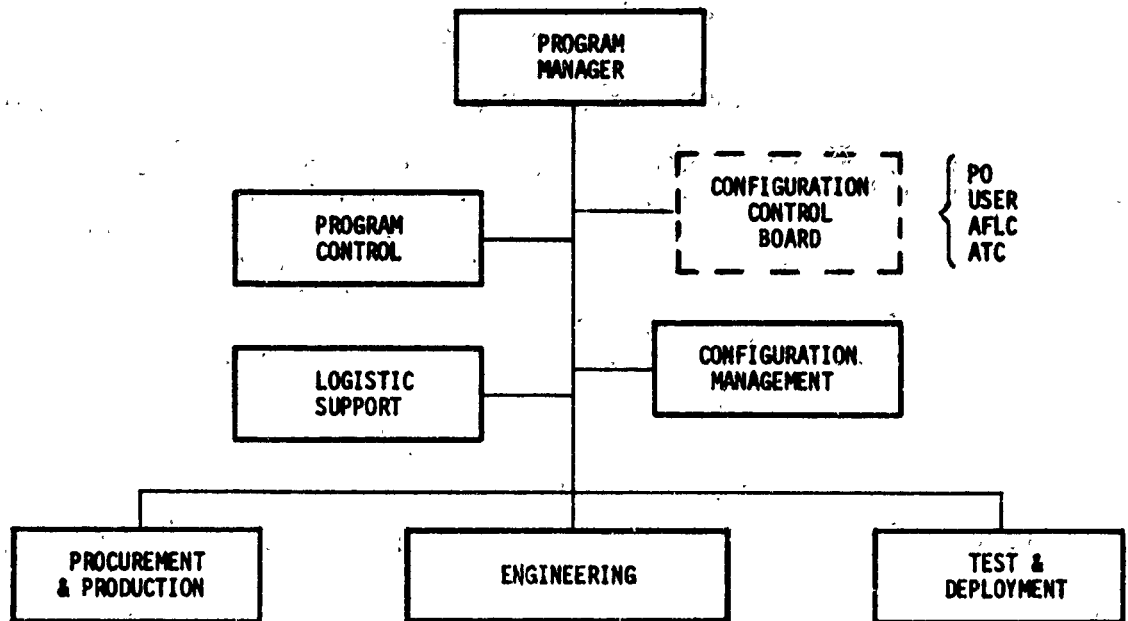 PROGRAM
MANAGER
CONFIGURATION
CONTROL
BOARD
PO
USER
AFLC
ATC
PROGRAM
CONTROL
CONFIGURATION
MANAGEMENT
LOGISTIC
SUPPORT
PROCUREMENT
& PRODUCTION
ENGINEERING
TEST &
DEPLOYMENT